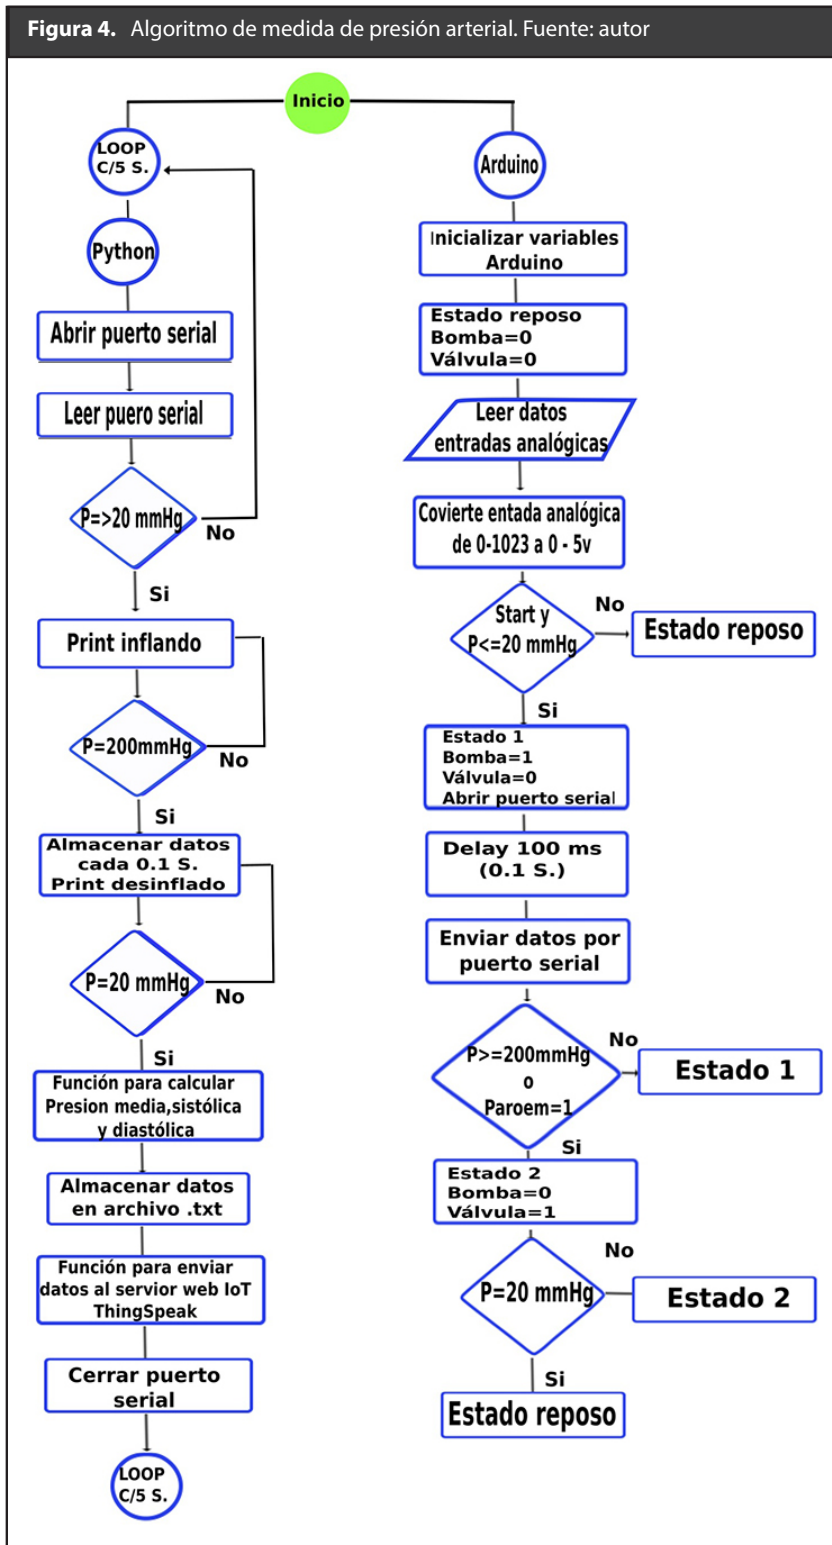 Figura 4. Algoritmo de medida de presión arterial. Fuente: autor
Inicio
LOOP
C/5 S.
Python
Abrir puerto serial
Leer puero serial
P=>20 mmHg
No
Si
Print inflando
P=200mmHg
No
Si
Almacenar datos
cada 0.1 S.
Print desinflado
P=20 mmHg
No
Si
Función para calcular
Presion media,sistólica
y diastólica
Almacenar datos
en archivo .txt
Función para enviar
datos al servior web IoT
ThingSpeak
Cerrar puerto
serial
LOOP
C/5 S.
Arduino
Inicializar variables
Arduino
Estado reposo
Bomba=0
Válvula=0
Leer datos
entradas analógicas
Covierte entada analógica
de 0-1023 a 0 - 5v
Start y
P<=20 mmHg
No
Estado reposo
Si
Estado 1
Bomba=1
Válvula=0
Abrir puerto serial
Delay 100 ms
(0.1 S.)
Enviar datos por
puerto serial
P>=200mmHg
o
Paroem=1
No
Estado 1
Si
Estado 2
Bomba=0
Válvula=1
P=20 mmHg
No
Estado 2
Si
Estado reposo